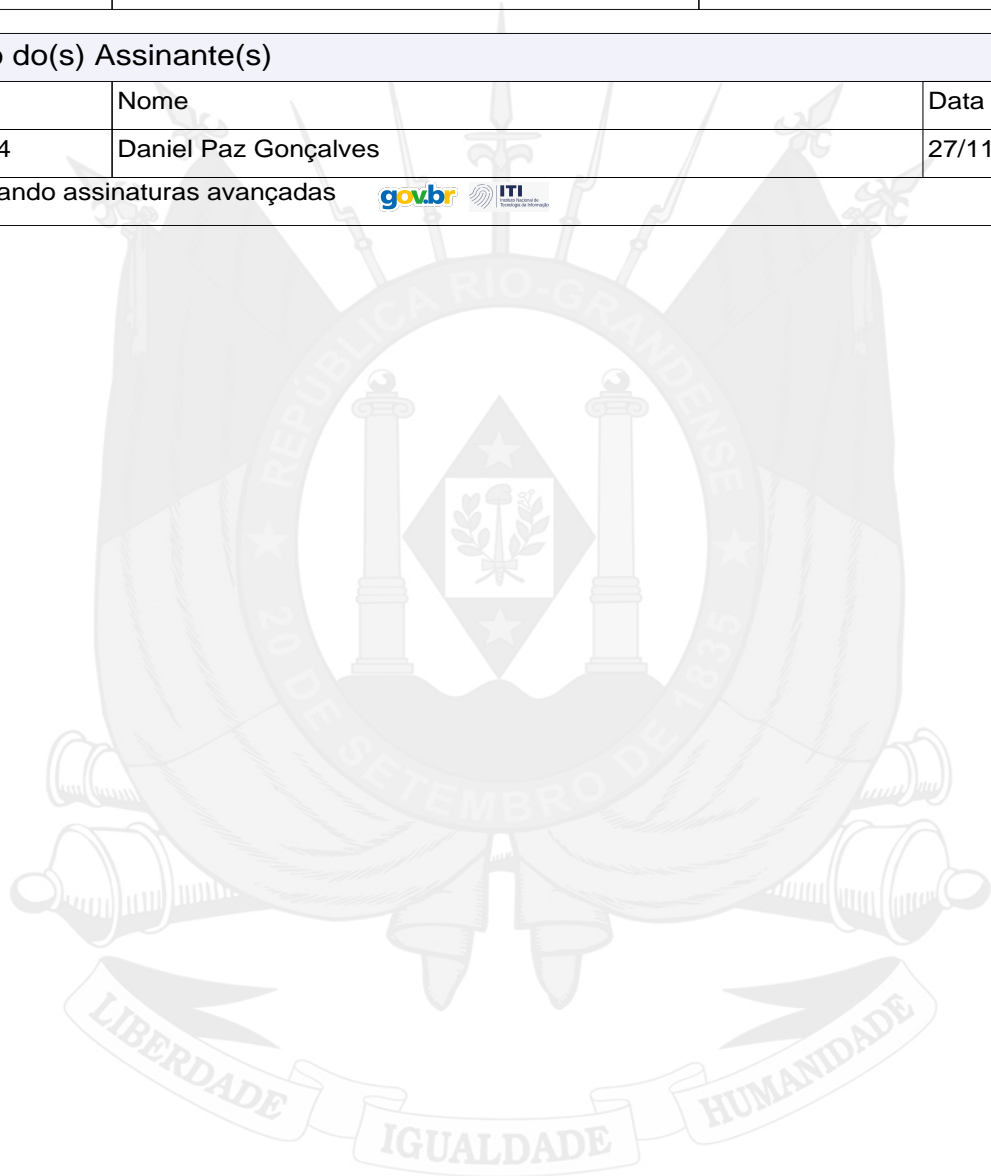 o do(s) Assinante(s)
Nome Data
4 Daniel Paz Gonçalves 27/11
ando assinaturas avançadas gov.br ITI
REPÚBLICA RIO-GRANDENSE
20 DE SETEMBRO DE 1835
LIBERDADE IGUALDADE HUMANIDADE